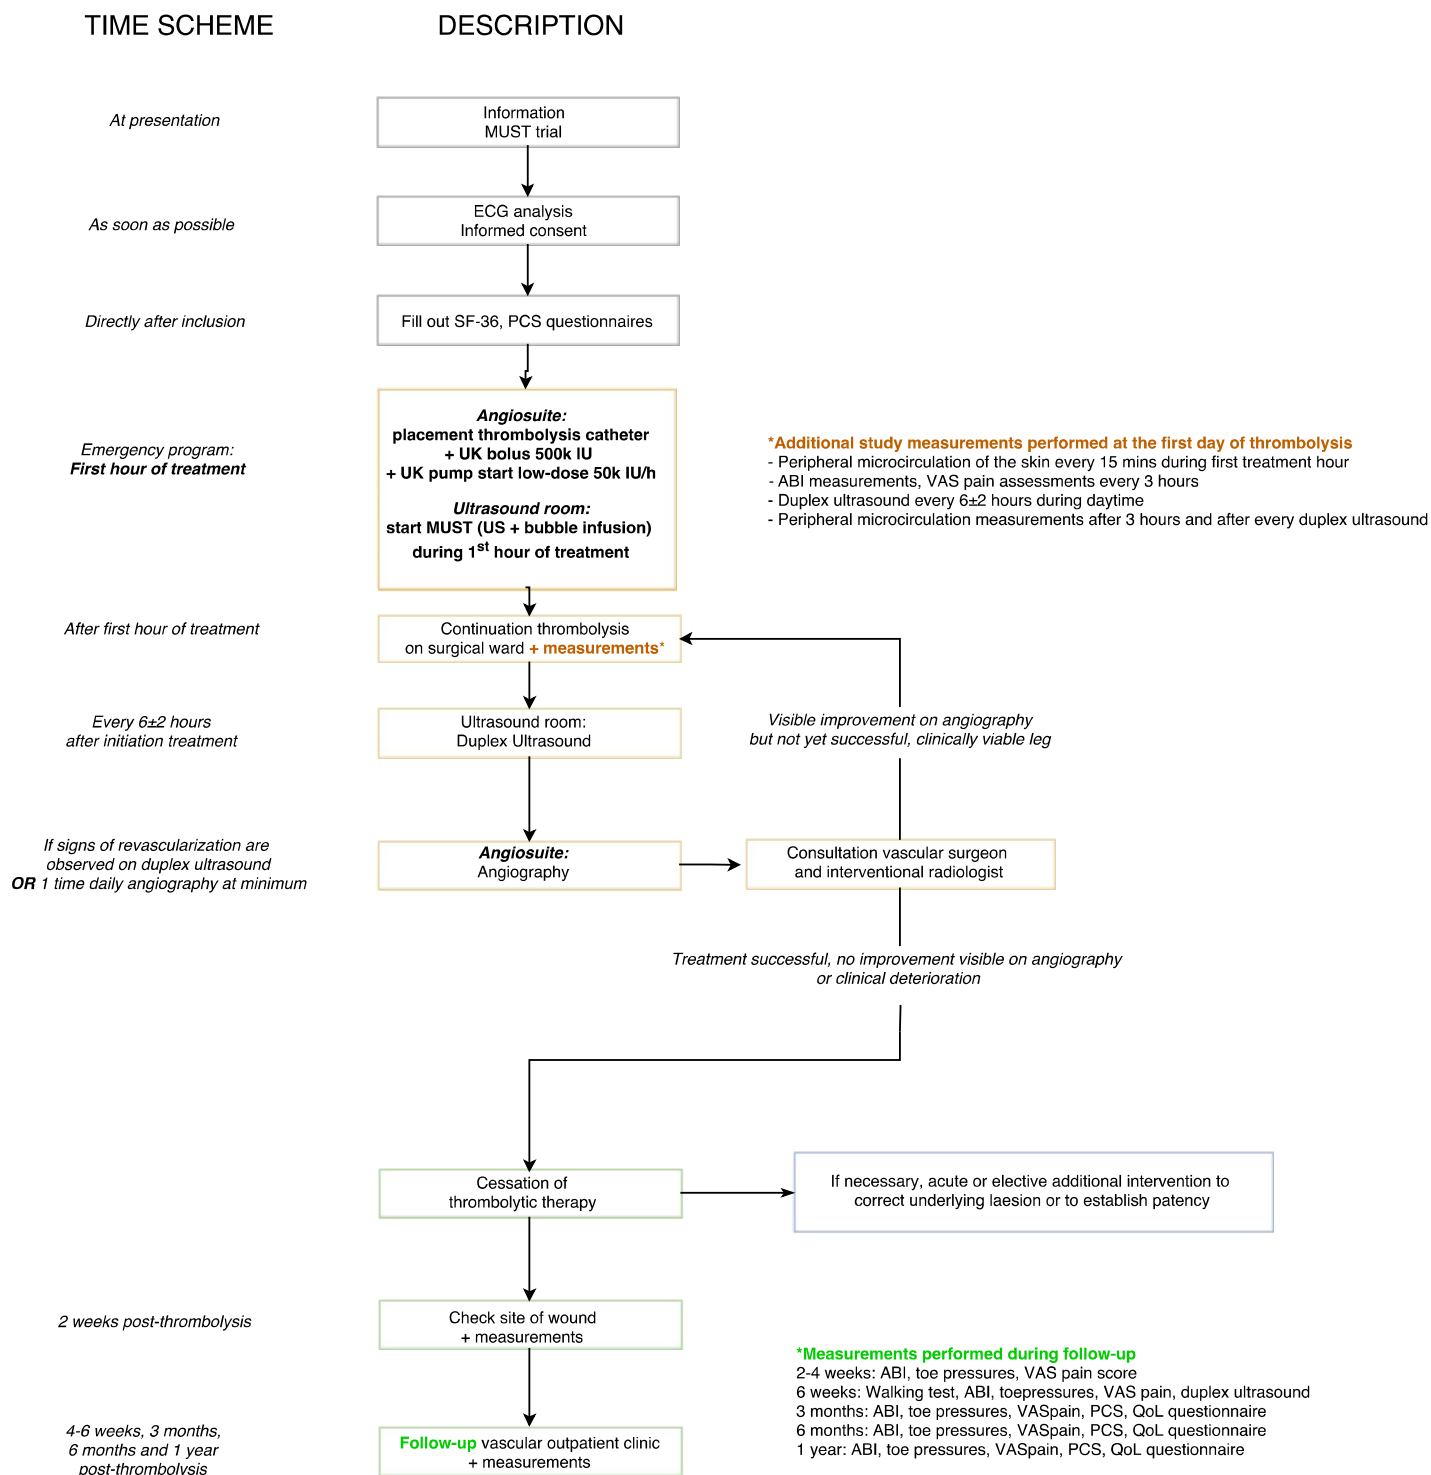 TIME SCHEME
DESCRIPTION
At presentation
Information
MUST trial
As soon as possible
ECG analysis
Informed consent
Directly after inclusion
Fill out SF-36, PCS questionnaires
Emergency program:
First hour of treatment
Angiosuite:
placement thrombolysis catheter
+ UK bolus 500k IU
+ UK pump start low-dose 50k IU/h
Ultrasound room:
start MUST (US + bubble infusion)
during 1st hour of treatment
*Additional study measurements performed at the first day of thrombolysis
- Peripheral microcirculation of the skin every 15 mins during first treatment hour
- ABI measurements, VAS pain assessments every 3 hours
- Duplex ultrasound every 6±2 hours during daytime
- Peripheral microcirculation measurements after 3 hours and after every duplex ultrasound
After first hour of treatment
Continuation thrombolysis
on surgical ward + measurements*
Every 6±2 hours
after initiation treatment
Ultrasound room:
Duplex Ultrasound
Visible improvement on angiography
but not yet successful, clinically viable leg
If signs of revascularization are
observed on duplex ultrasound
OR 1 time daily angiography at minimum
Angiosuite:
Angiography
Consultation vascular surgeon
and interventional radiologist
Treatment successful, no improvement visible on angiography
or clinical deterioration
Cessation of
thrombolytic therapy
If necessary, acute or elective additional intervention to
correct underlying laesion or to establish patency
2 weeks post-thrombolysis
Check site of wound
+ measurements
*Measurements performed during follow-up
2-4 weeks: ABI, toe pressures, VAS pain score
6 weeks: Walking test, ABI, toepressures, VAS pain, duplex ultrasound
3 months: ABI, toe pressures, VASpain, PCS, QoL questionnaire
6 months: ABI, toe pressures, VASpain, PCS, QoL questionnaire
1 year: ABI, toe pressures, VASpain, PCS, QoL questionnaire
4-6 weeks, 3 months,
6 months and 1 year
post-thrombolysis
Follow-up vascular outpatient clinic
+ measurements